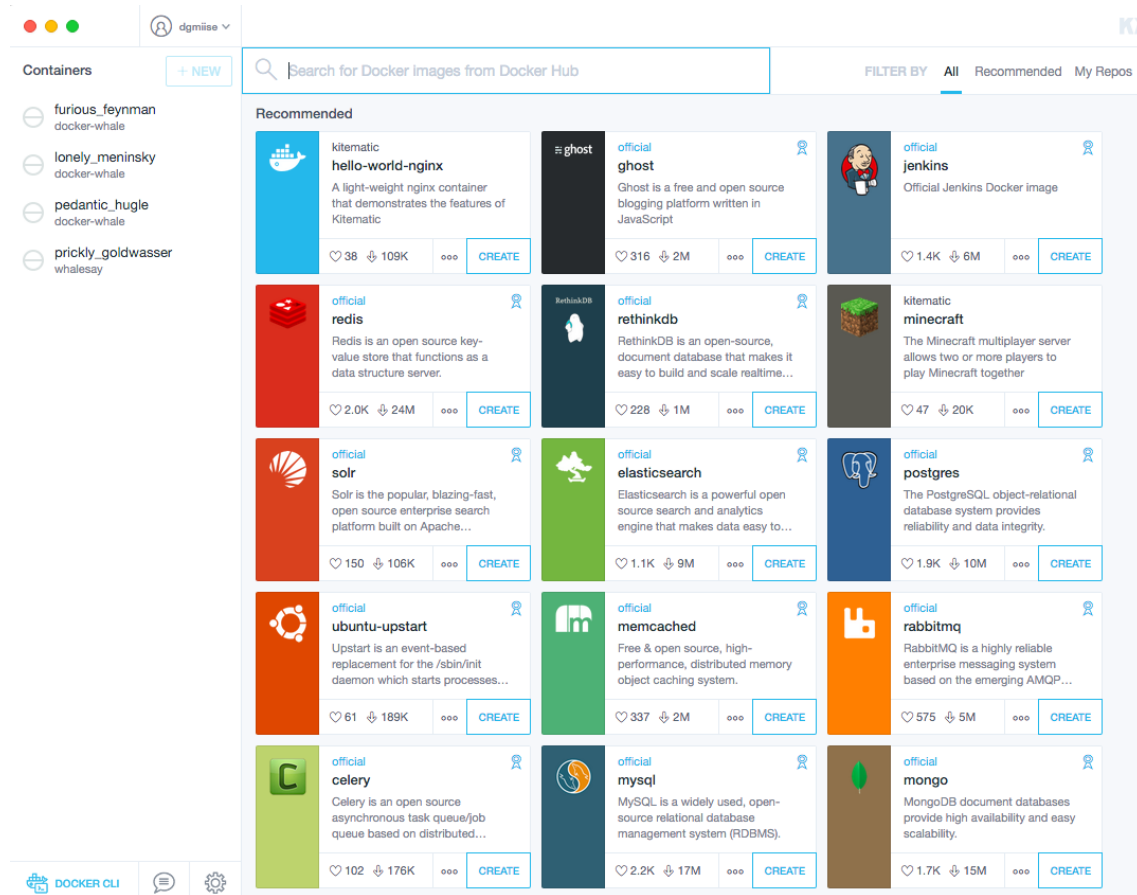 dgmiise
Containers
+ NEW
Search for Docker images from Docker Hub
FILTER BY All Recommended My Repos
furious_feynman
docker-whale
lonely_meninsky
docker-whale
pedantic_hugle
docker-whale
prickly_goldwasser
whalesay
Recommended
kitematic
hello-world-nginx
A light-weight nginx container
that demonstrates the features of
Kitematic
38 109K
CREATE
ghost
official
ghost
Ghost is a free and open source
blogging platform written in
JavaScript
316 2M
CREATE
official
jenkins
Official Jenkins Docker image
1.4K 6M
CREATE
official
redis
Redis is an open source key-
value store that functions as a
data structure server.
2.0K 24M
CREATE
RethinkDB
official
rethinkdb
RethinkDB is an open-source,
document database that makes it
easy to build and scale realtime...
228 1M
CREATE
kitematic
minecraft
The Minecraft multiplayer server
allows two or more players to
play Minecraft together
47 20K
CREATE
official
solr
Solr is the popular, blazing-fast,
open source enterprise search
platform built on Apache...
150 106K
CREATE
official
elasticsearch
Elasticsearch is a powerful open
source search and analytics
engine that makes data easy to...
1.1K 9M
CREATE
official
postgres
The PostgreSQL object-relational
database system provides
reliability and data integrity.
1.9K 10M
CREATE
official
ubuntu-upstart
Upstart is an event-based
replacement for the /sbin/init
daemon which starts processes...
61 189K
CREATE
m
official
memcached
Free & open source, high-
performance, distributed memory
object caching system.
337 2M
CREATE
official
rabbitmq
RabbitMQ is a highly reliable
enterprise messaging system
based on the emerging AMQP...
575 5M
CREATE
C
official
celery
Celery is an open source
asynchronous task queue/job
queue based on distributed...
102 176K
CREATE
official
mysql
MySQL is a widely used, open-
source relational database
management system (RDBMS).
2.2K 17M
CREATE
official
mongo
MongoDB document databases
provide high availability and easy
scalability.
1.7K 15M
CREATE
DOCKER CLI